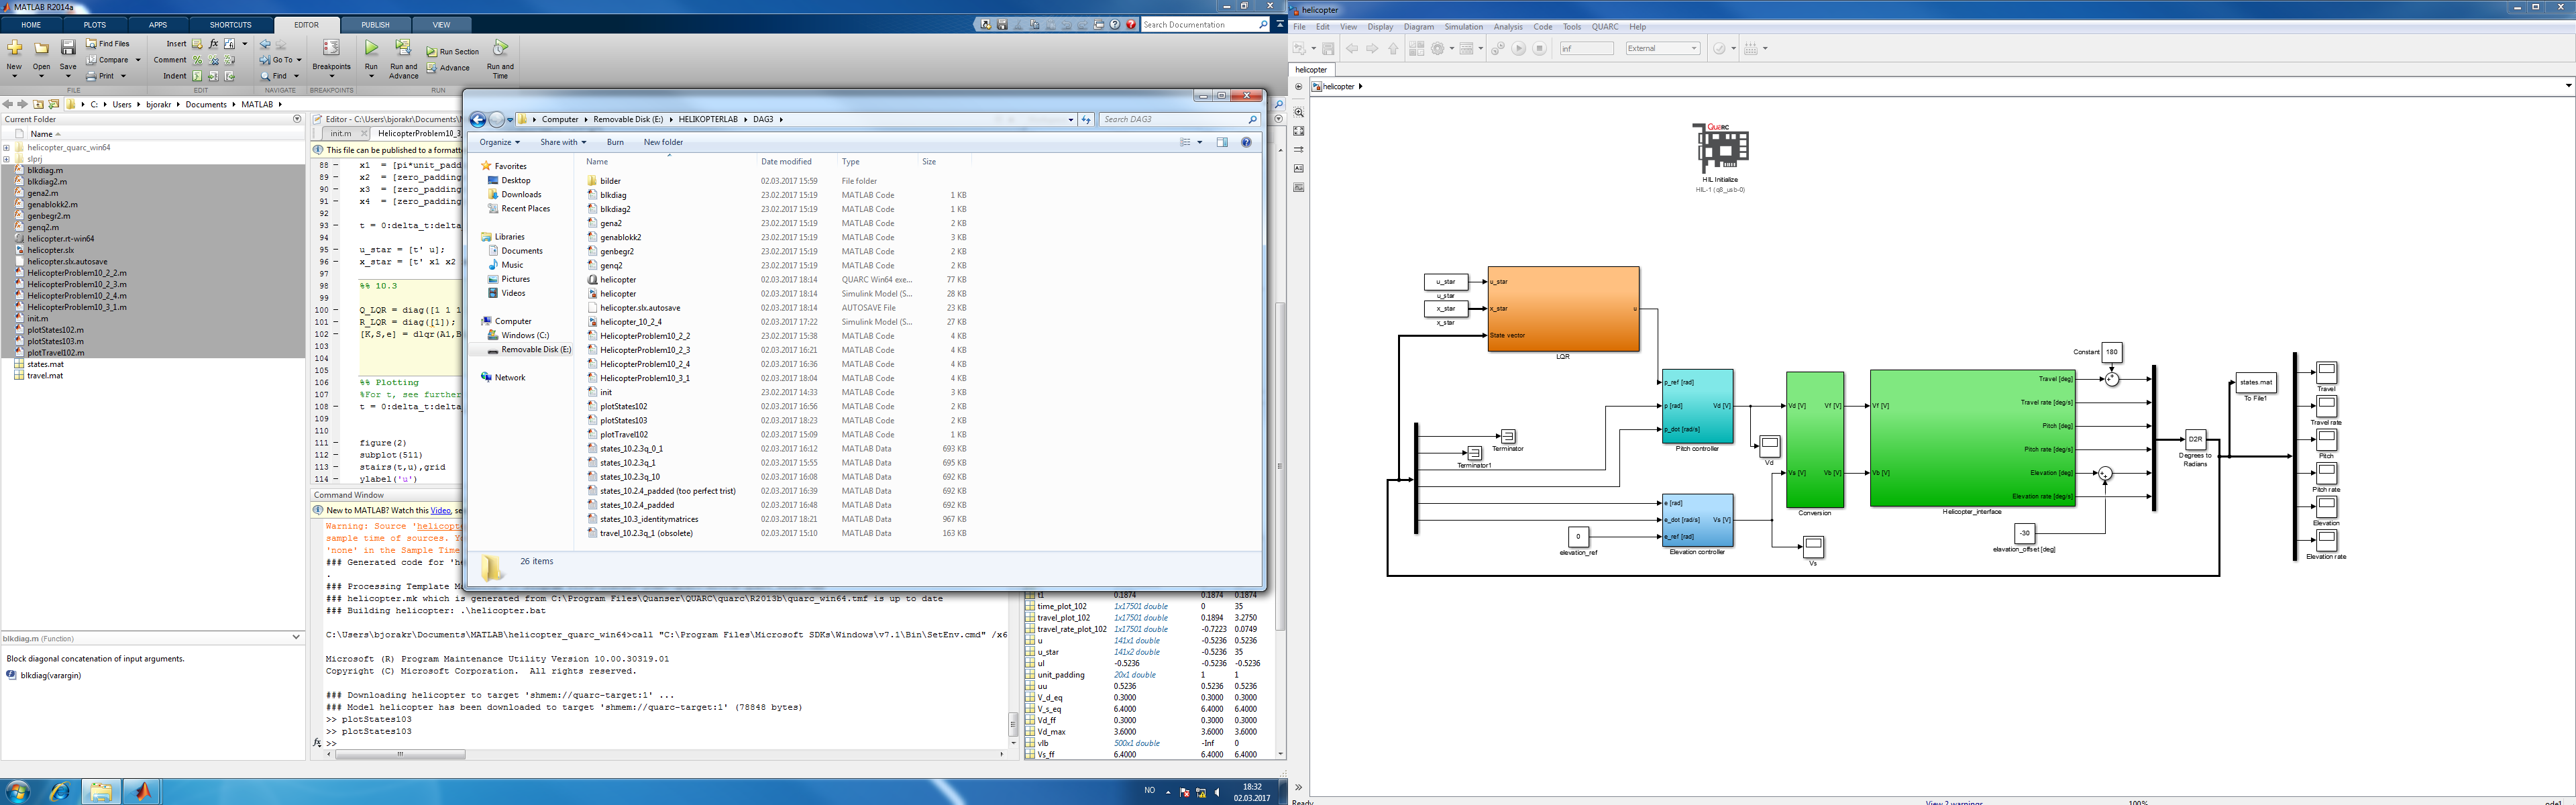 MATLAB R2014a
HOME PLOTS APPS SHORTCUTS EDITOR PUBLISH VIEW
Search Documentation
New Open Save Find Files Compare Print
Insert Comment Indent
Go To Find
Breakpoints
Run Run and Advance Run Section Advance Run and Time
FILE EDIT NAVIGATE BREAKPOINTS RUN
C: Users bjorakr Documents MATLAB
Current Folder
Name
helicopter_quarc_win64
slprj
blkdiag.m
blkdiag2.m
gena2.m
genablokk2.m
genbegr2.m
genq2.m
helicopter.rt-win64
helicopter.slx
helicopter.slx.autosave
HelicopterProblem10_2_2.m
HelicopterProblem10_2_3.m
HelicopterProblem10_2_4.m
HelicopterProblem10_3_1.m
init.m
plotStates102.m
plotStates103.m
plotTravel102.m
states.mat
travel.mat
blkdiag.m (Function)
Block diagonal concatenation of input arguments.
blkdiag(varargin)
Editor - C:\Users\bjorakr\Documents\
init.m HelicopterProblem10_3_
This file can be published to a formatt
88 x1 = [pi*unit_padd
89 x2 = [zero_padding
90 x3 = [zero_padding
91 x4 = [zero_padding
92
93 t = 0:delta_t:delta
94
95 u_star = [t' u];
96 x_star = [t' x1 x2
97
98 %% 10.3
99
100 Q_LQR = diag([1 1 1
101 R_LQR = diag([1]);
102 [K,S,e] = dlqr(A1,B
103
104
105
106 %% Plotting
107 %For t, see further
108 t = 0:delta_t:delta
109
110
111 figure(2)
112 subplot(511)
113 stairs(t,u),grid
114 ylabel('u')
Computer Removable Disk (E:) HELIKOPTERLAB DAG3
Search DAG3
Organize Share with Burn New folder
Favorites
Desktop
Downloads
Recent Places
Libraries
Documents
Music
Pictures
Videos
Computer
Windows (C:)
Removable Disk (E:)
Network
Name Date modified Type Size
bilder 02.03.2017 15:59 File folder
blkdiag 23.02.2017 15:19 MATLAB Code 1 KB
blkdiag2 23.02.2017 15:19 MATLAB Code 1 KB
gena2 23.02.2017 15:19 MATLAB Code 2 KB
genablokk2 23.02.2017 15:19 MATLAB Code 3 KB
genbegr2 23.02.2017 15:19 MATLAB Code 2 KB
genq2 23.02.2017 15:19 MATLAB Code 2 KB
helicopter 02.03.2017 18:14 QUARC Win64 exe... 77 KB
helicopter 02.03.2017 18:14 Simulink Model (S... 28 KB
helicopter.slx.autosave 02.03.2017 18:14 AUTOSAVE File 23 KB
helicopter_10_2_4 02.03.2017 17:22 Simulink Model (S... 27 KB
HelicopterProblem10_2_2 02.03.2017 15:38 MATLAB Code 4 KB
HelicopterProblem10_2_3 02.03.2017 16:21 MATLAB Code 4 KB
HelicopterProblem10_2_4 02.03.2017 16:36 MATLAB Code 4 KB
HelicopterProblem10_3_1 02.03.2017 18:04 MATLAB Code 4 KB
init 23.02.2017 14:33 MATLAB Code 3 KB
plotStates102 02.03.2017 16:56 MATLAB Code 2 KB
plotStates103 02.03.2017 18:23 MATLAB Code 2 KB
plotTravel102 02.03.2017 15:09 MATLAB Code 1 KB
states_10.2.3q_0_1 02.03.2017 16:12 MATLAB Data 693 KB
states_10.2.3q_1 02.03.2017 15:55 MATLAB Data 695 KB
states_10.2.3q_10 02.03.2017 16:08 MATLAB Data 692 KB
states_10.2.4_padded (too perfect trist) 02.03.2017 16:39 MATLAB Data 692 KB
states_10.2.4_padded 02.03.2017 16:48 MATLAB Data 692 KB
states_10.3_identitymatrices 02.03.2017 18:21 MATLAB Data 967 KB
travel_10.2.3q_1 (obsolete) 02.03.2017 15:10 MATLAB Data 163 KB
26 items
Command Window
New to MATLAB? Watch this Video, se
Warning: Source 'helicopte
sample time of sources. Yo
'none' in the Sample Time
### Generated code for 'he
.
### Processing Template Ma
### helicopter.mk which is generated from C:\Program Files\Quanser\QUARC\quarc\R2013b\quarc_win64.tmf is up to date
### Building helicopter: .\helicopter.bat
C:\Users\bjorakr\Documents\MATLAB\helicopter_quarc_win64>call "C:\Program Files\Microsoft SDKs\Windows\v7.1\Bin\SetEnv.cmd" /x6
Microsoft (R) Program Maintenance Utility Version 10.00.30319.01
Copyright (C) Microsoft Corporation. All rights reserved.
### Downloading helicopter to target 'shmem://quarc-target:1' ...
### Model helicopter has been downloaded to target 'shmem://quarc-target:1' (78848 bytes)
>> plotStates103
>> plotStates103
>>
t1 0.1874 0.1874 0.1874
time_plot_102 1x17501 double 0 35
travel_plot_102 1x17501 double 0.1894 3.2750
travel_rate_plot_102 1x17501 double -0.7223 0.0749
u 141x1 double -0.5236 0.5236
u_star 141x2 double -0.5236 35
ul -0.5236 -0.5236 -0.5236
unit_padding 20x1 double 1 1
uu 0.5236 0.5236 0.5236
V_d_eq 0.3000 0.3000 0.3000
V_s_eq 6.4000 6.4000 6.4000
Vd_ff 0.3000 0.3000 0.3000
Vd_max 3.6000 3.6000 3.6000
vlb 500x1 double -Inf 0
Vs_ff 6.4000 6.4000 6.4000
NO 18:32
02.03.2017
helicopter
File Edit View Display Diagram Simulation Analysis Code Tools QUARC Help
inf External
helicopter
helicopter
QUARC
HIL Initialize
HIL-1 (q8_usb-0)
u_star
u_star
x_star
x_star
u_star
x_star
State vector
u
LQR
Terminator
Terminator1
p_ref [rad]
p [rad]
p_dot [rad/s]
Vd [V]
Pitch controller
e [rad]
e_dot [rad/s]
e_ref [rad]
Vs [V]
Elevation controller
0
elevation_ref
Vd
Vs
Vd [V] Vf [V]
Vs [V] Vb [V]
Conversion
Vf [V]
Vb [V]
Travel [deg]
Travel rate [deg/s]
Pitch [deg]
Pitch rate [deg/s]
Elevation [deg]
Elevation rate [deg/s]
Helicopter_interface
Constant 180
-30
elavation_offset [deg]
D2R
Degrees to
Radians
states.mat
To File1
Travel
Travel rate
Pitch
Pitch rate
Elevation
Elevation rate
Ready View 2 warnings 100% ode1